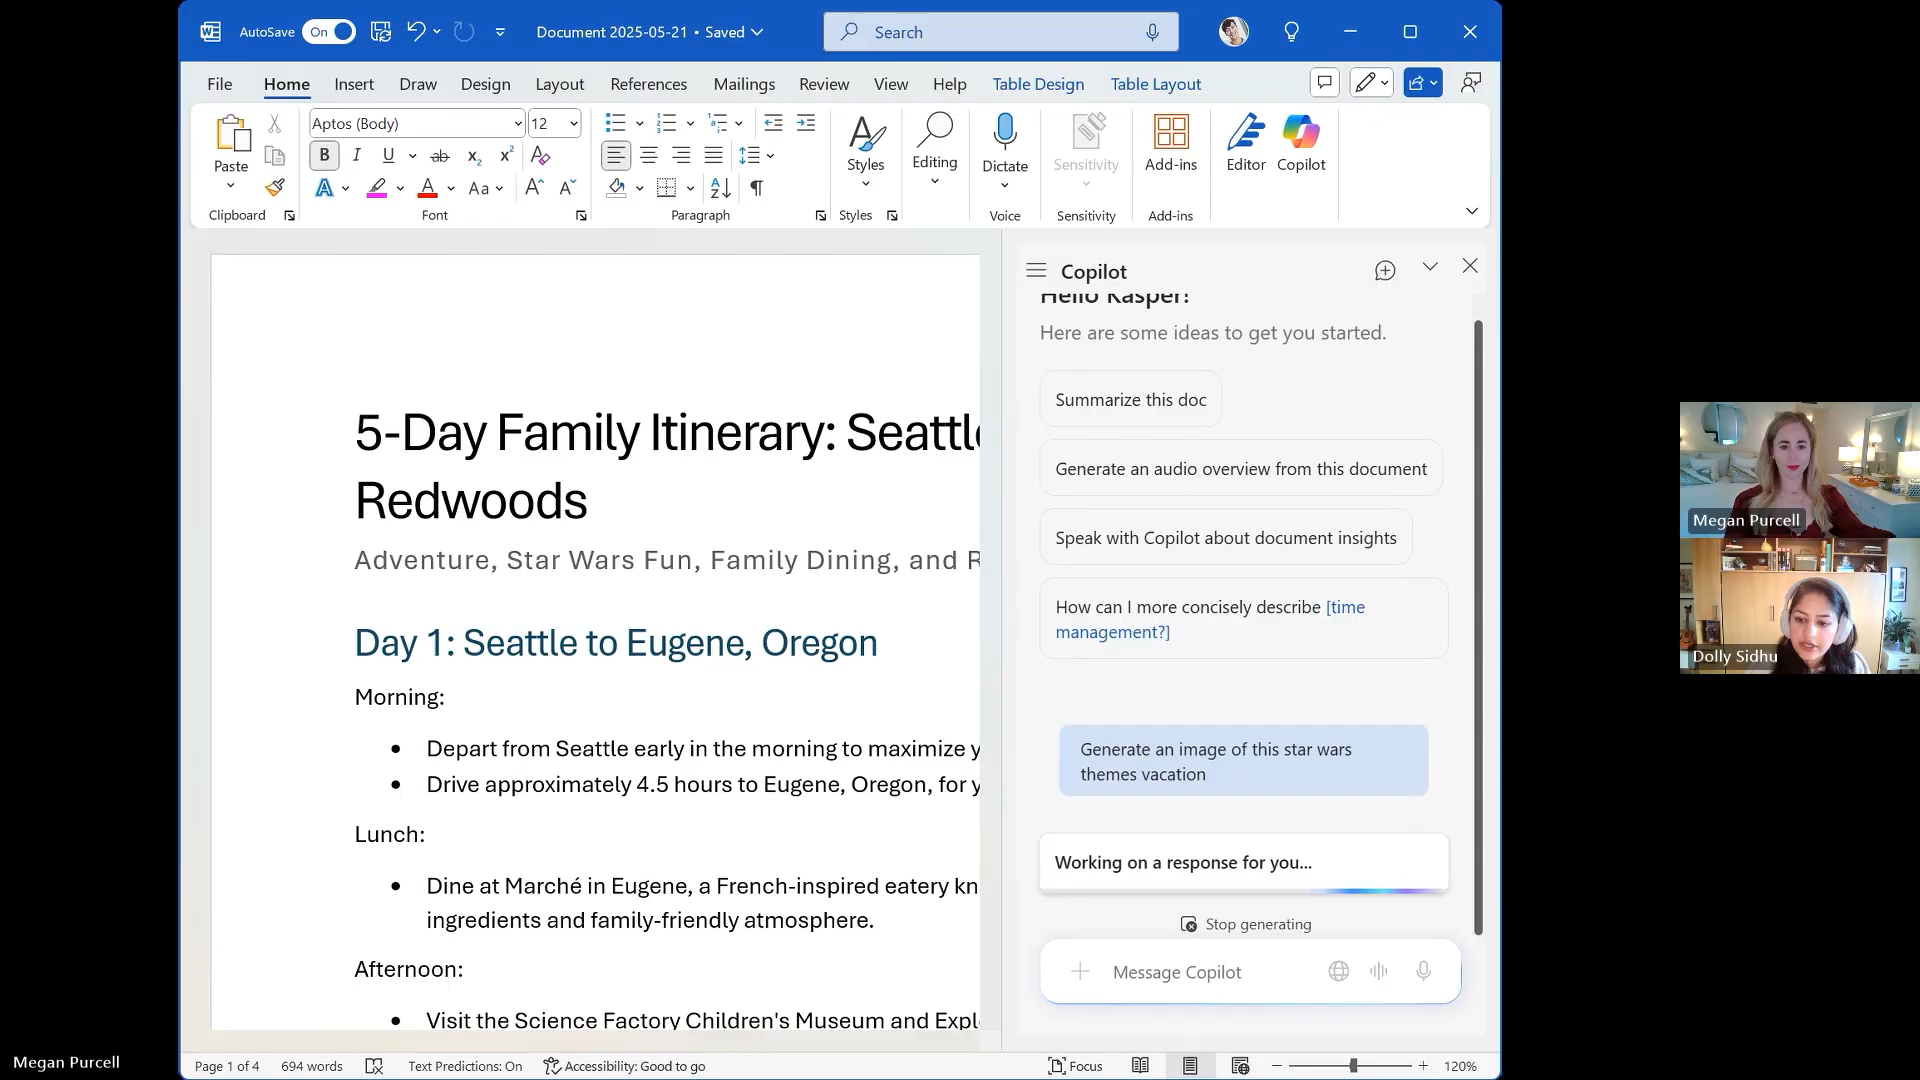 AutoSave On Document 2025-05-21 • Saved Search
File Home Insert Draw Design Layout References Mailings Review View Help Table Design Table Layout
Paste
Clipboard
Aptos (Body) 12
Font
Paragraph
Styles
Styles
Editing
Dictate
Voice
Sensitivity
Sensitivity
Add-ins
Add-ins
Editor
Copilot
5-Day Family Itinerary: Seattle
Redwoods
Adventure, Star Wars Fun, Family Dining, and R
Day 1: Seattle to Eugene, Oregon
Morning:
• Depart from Seattle early in the morning to maximize y
• Drive approximately 4.5 hours to Eugene, Oregon, for y
Lunch:
• Dine at Marché in Eugene, a French-inspired eatery kn
ingredients and family-friendly atmosphere.
Afternoon:
• Visit the Science Factory Children's Museum and Expl
Copilot
Hello Kasper!
Here are some ideas to get you started.
Summarize this doc
Generate an audio overview from this document
Speak with Copilot about document insights
How can I more concisely describe [time
management?]
Generate an image of this star wars
themes vacation
Working on a response for you...
Stop generating
Message Copilot
Page 1 of 4 694 words Text Predictions: On Accessibility: Good to go Focus 120%
Megan Purcell
Dolly Sidhu
Megan Purcell